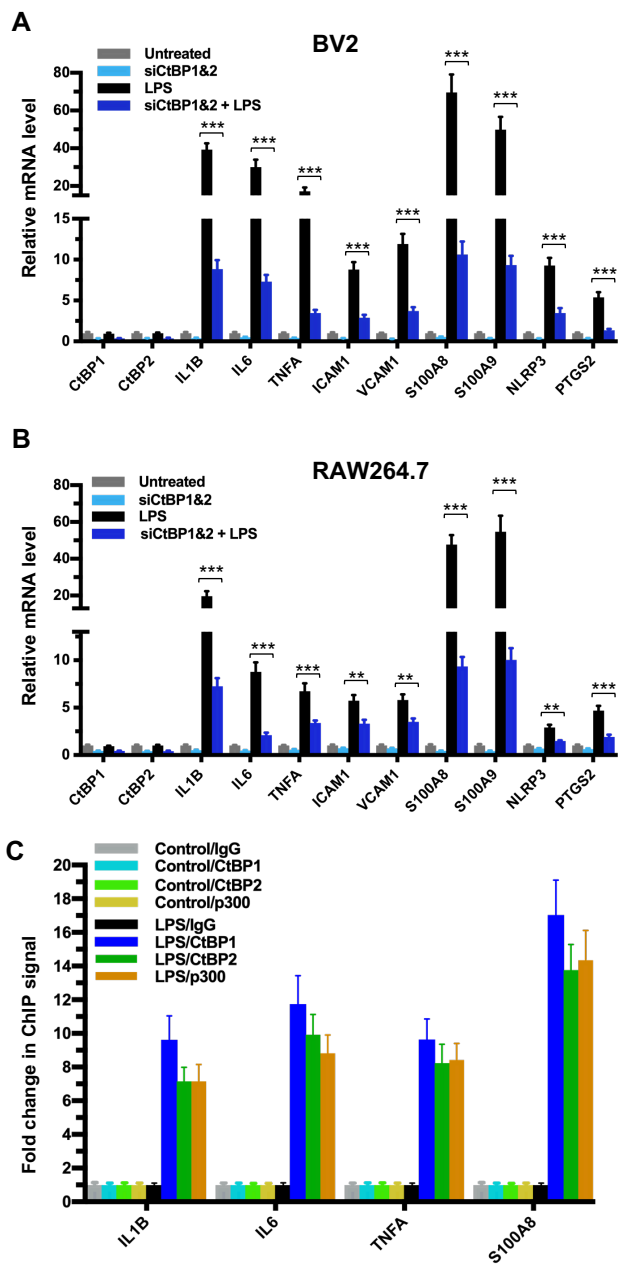 A
BV2
Untreated
siCtBP1&2
LPS
siCtBP1&2 + LPS
Relative mRNA level
80
60
40
20
15
10
5
0
*** *** *** *** *** *** *** *** ***
CtBP1 CtBP2 IL1B IL6 TNFA ICAM1 VCAM1 S100A8 S100A9 NLRP3 PTGS2
B
RAW264.7
Untreated
siCtBP1&2
LPS
siCtBP1&2 + LPS
Relative mRNA level
80
60
40
20
10
5
0
*** *** *** ** ** *** *** ** ***
CtBP1 CtBP2 IL1B IL6 TNFA ICAM1 VCAM1 S100A8 S100A9 NLRP3 PTGS2
C
Control/IgG
Control/CtBP1
Control/CtBP2
Control/p300
LPS/IgG
LPS/CtBP1
LPS/CtBP2
LPS/p300
Fold change in ChIP signal
20
18
16
14
12
10
8
6
4
2
0
IL1B IL6 TNFA S100A8